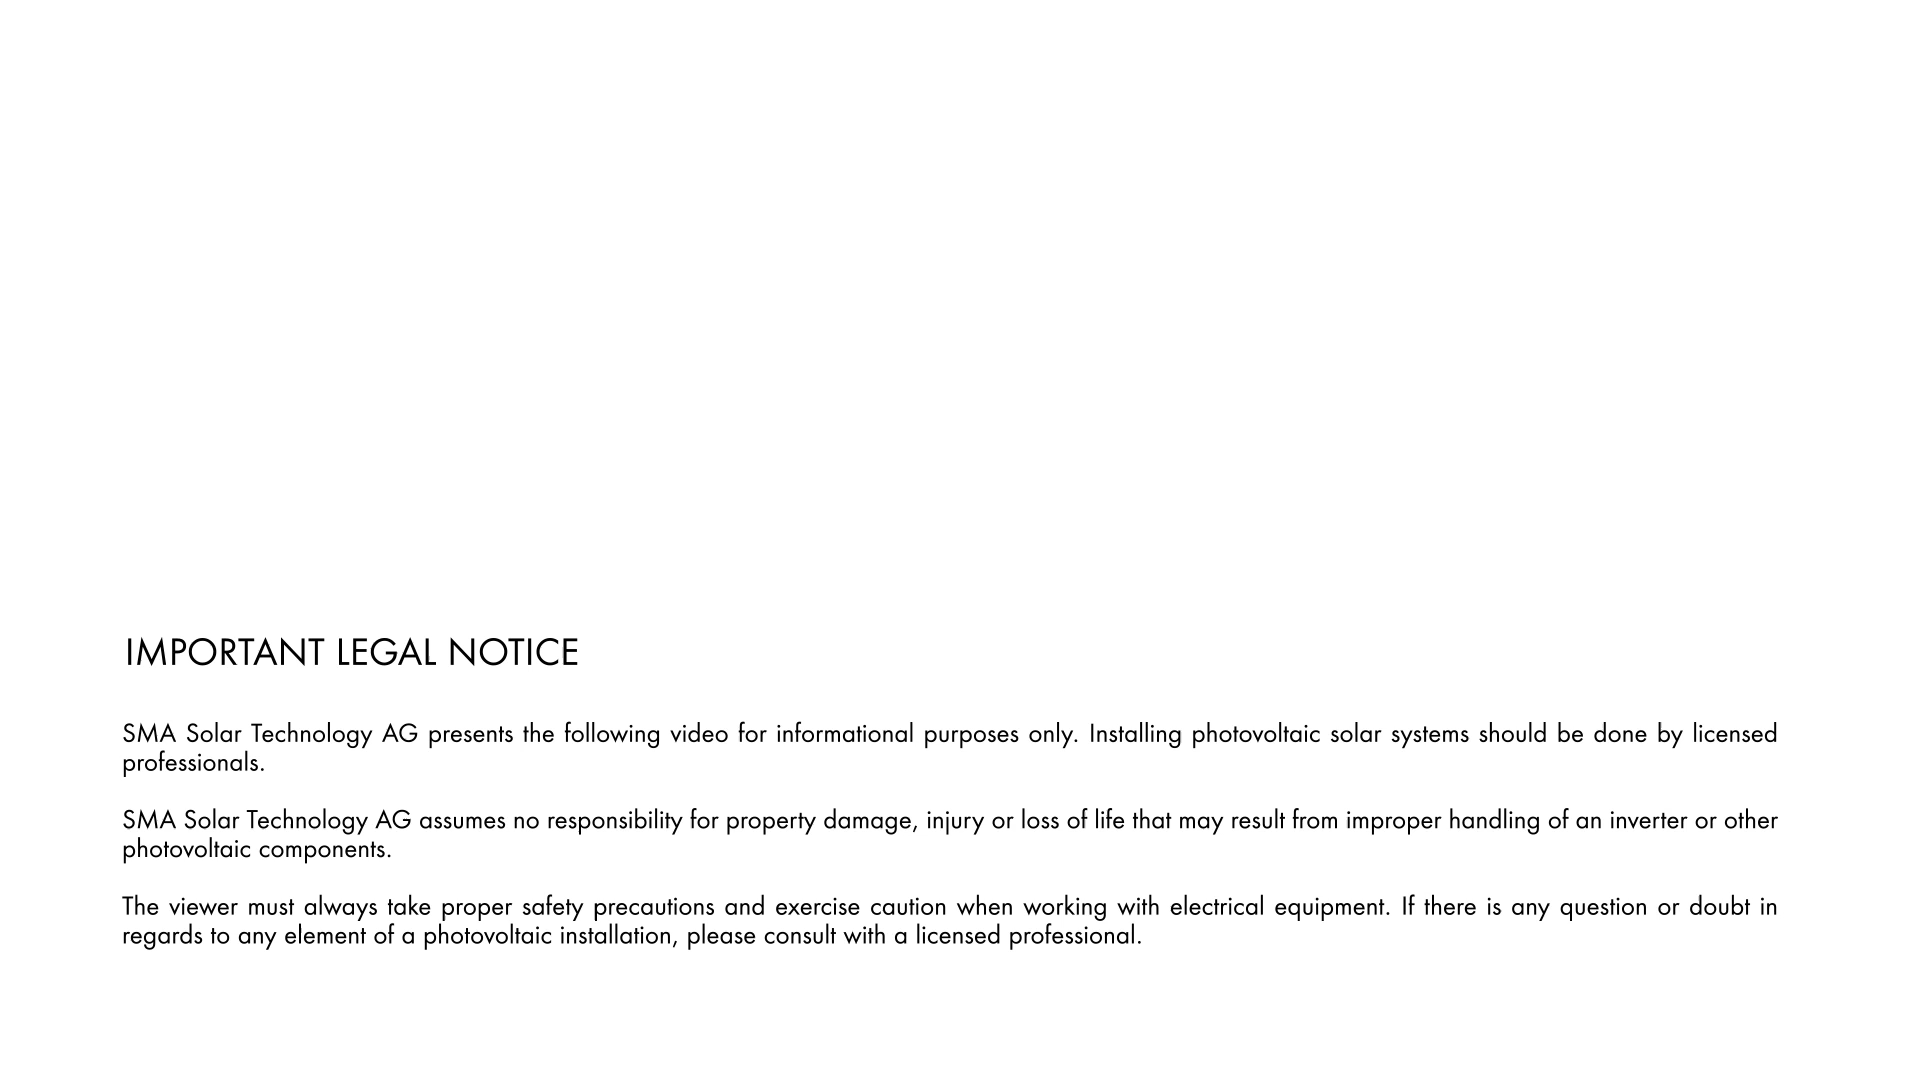 IMPORTANT LEGAL NOTICE
SMA Solar Technology AG presents the following video for informational purposes only. Installing photovoltaic solar systems should be done by licensed
professionals.
SMA Solar Technology AG assumes no responsibility for property damage, injury or loss of life that may result from improper handling of an inverter or other
photovoltaic components.
The viewer must always take proper safety precautions and exercise caution when working with electrical equipment. If there is any question or doubt in
regards to any element of a photovoltaic installation, please consult with a licensed professional.